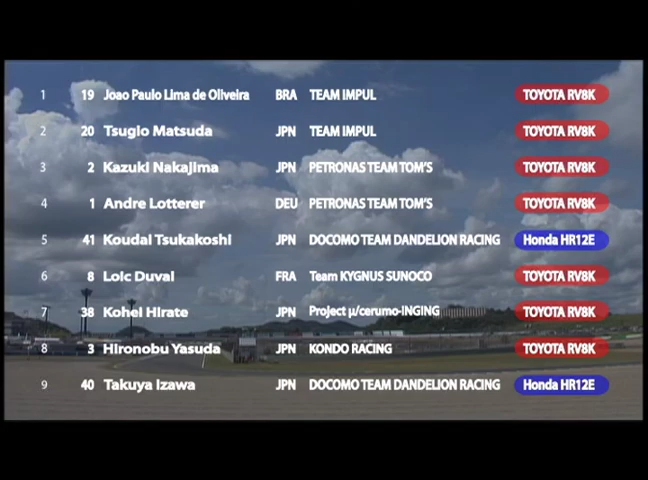 1 19 Joao Paulo Lima de Oliveira BRA TEAM IMPUL TOYOTA RV8K
2 20 Tsugio Matsuda JPN TEAM IMPUL TOYOTA RV8K
3 2 Kazuki Nakajima JPN PETRONAS TEAM TOM'S TOYOTA RV8K
4 1 Andre Lotterer DEU PETRONAS TEAM TOM'S TOYOTA RV8K
5 41 Koudai Tsukakoshi JPN DOCOMO TEAM DANDELION RACING Honda HR12E
6 8 Loic Duval FRA Team KYGNUS SUNOCO TOYOTA RV8K
7 38 Kohei Hirate JPN Project μ/cerumo-INGING TOYOTA RV8K
8 3 Hironobu Yasuda JPN KONDO RACING TOYOTA RV8K
9 40 Takuya Izawa JPN DOCOMO TEAM DANDELION RACING Honda HR12E